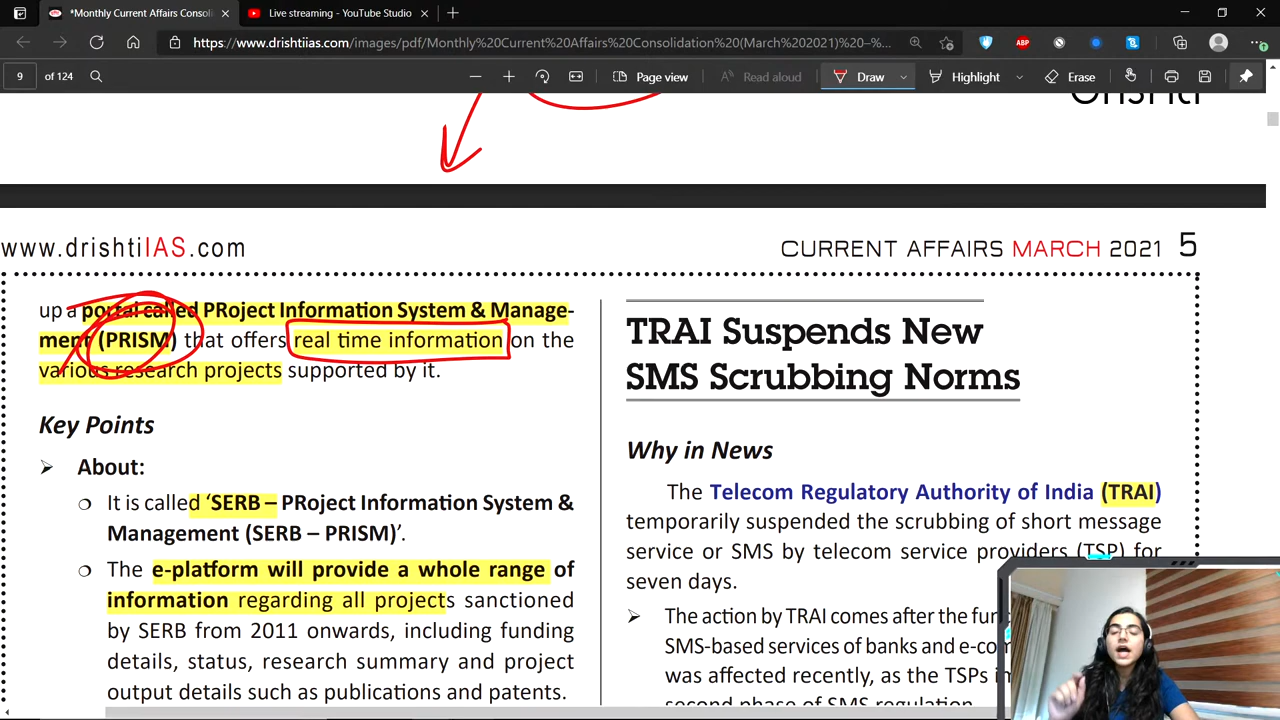 *Monthly Current Affairs Consoli
Live streaming - YouTube Studio
https://www.drishtiias.com/images/pdf/Monthly%20Current%20Affairs%20Consolidation%20(March%202021)%20–%...
ABP
9 of 124
Page view
Read aloud
Draw
Highlight
Erase
Drishti
www.drishtiIAS.com
CURRENT AFFAIRS MARCH 2021 5
up a portal called PRoject Information System & Manage-
ment (PRISM) that offers real time information on the
various research projects supported by it.
Key Points
About:
It is called ‘SERB – PRoject Information System &
Management (SERB – PRISM)’.
The e-platform will provide a whole range of
information regarding all projects sanctioned
by SERB from 2011 onwards, including funding
details, status, research summary and project
output details such as publications and patents.
TRAI Suspends New
SMS Scrubbing Norms
Why in News
The Telecom Regulatory Authority of India (TRAI)
temporarily suspended the scrubbing of short message
service or SMS by telecom service providers (TSP) for
seven days.
The action by TRAI comes after the
SMS-based services of banks and
was affected recently, as the TSPs
second phase of SMS regulation.